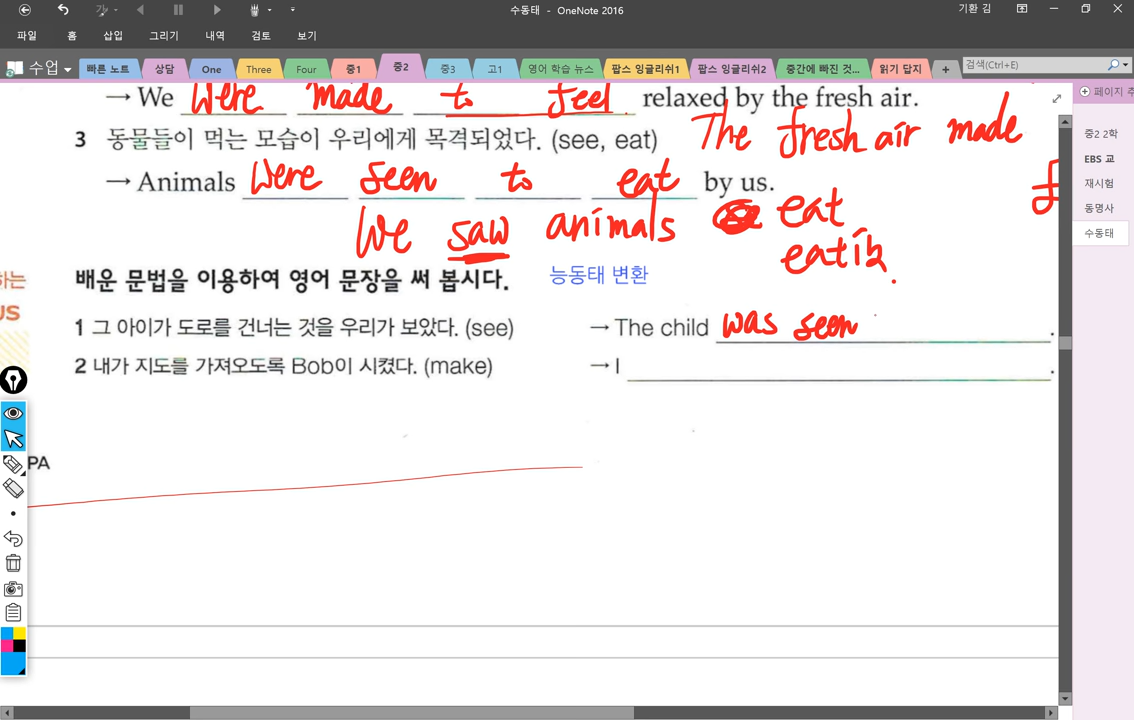 기환 김
수동태 - OneNote 2016
파일 홈 삽입 그리기 내역 검토 보기
수업 빠른 노트 상담 One Three Four 중1 중2 중3 고1 영어 학습 뉴스 팝스 잉글리쉬1 팝스 잉글리쉬2 중간에 빠진 것... 읽기 답지 + 검색(Ctrl+E)
→ We were made to feel relaxed by the fresh air.
The fresh air made
3 동물들이 먹는 모습이 우리에게 목격되었다. (see, eat)
→ Animals were seen to eat by us.
We saw animals eat
배운 문법을 이용하여 영어 문장을 써 봅시다. 능동태 변환
하는
US
1 그 아이가 도로를 건너는 것을 우리가 보았다. (see) → The child was seen .
2 내가 지도를 가져오도록 Bob이 시켰다. (make) → I .
PA
페이지 추
중2 2학
EBS 교
재시험
동명사
수동태